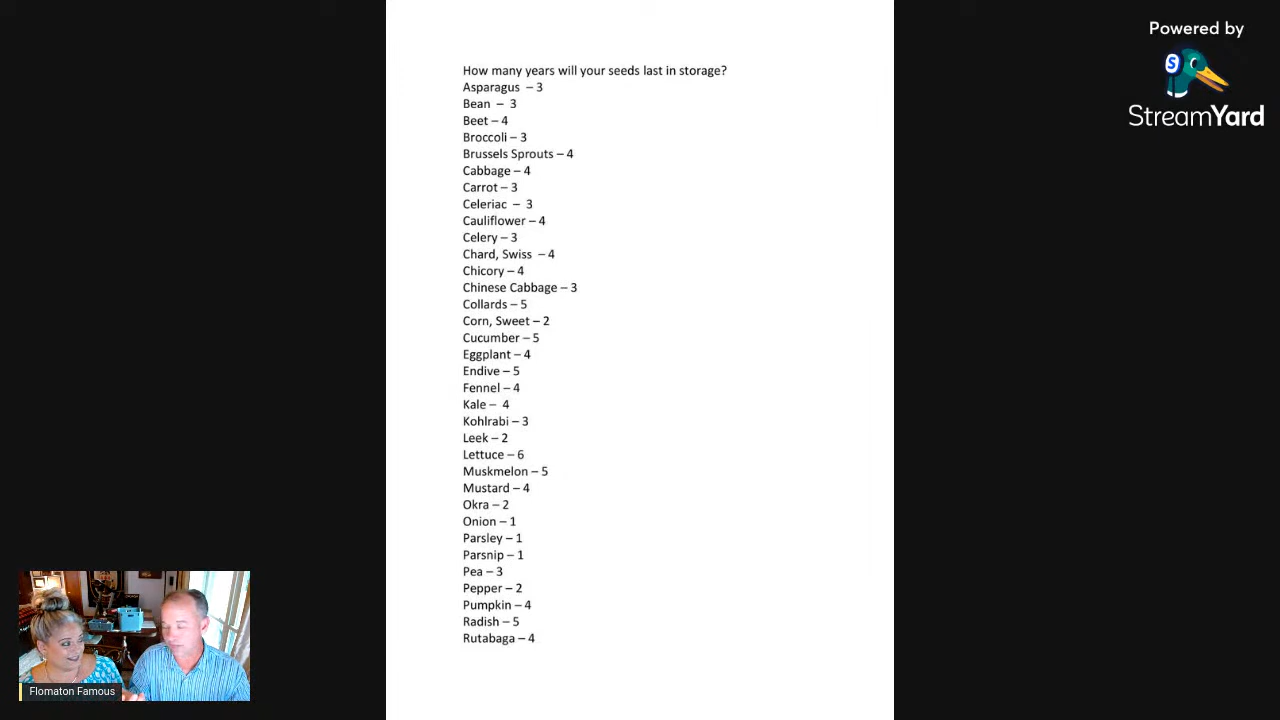 How many years will your seeds last in storage?
Asparagus – 3
Bean – 3
Beet – 4
Broccoli – 3
Brussels Sprouts – 4
Cabbage – 4
Carrot – 3
Celeriac – 3
Cauliflower – 4
Celery – 3
Chard, Swiss – 4
Chicory – 4
Chinese Cabbage – 3
Collards – 5
Corn, Sweet – 2
Cucumber – 5
Eggplant – 4
Endive – 5
Fennel – 4
Kale – 4
Kohlrabi – 3
Leek – 2
Lettuce – 6
Muskmelon – 5
Mustard – 4
Okra – 2
Onion – 1
Parsley – 1
Parsnip – 1
Pea – 3
Pepper – 2
Pumpkin – 4
Radish – 5
Rutabaga – 4
Powered by
S
StreamYard
Flomaton Famous